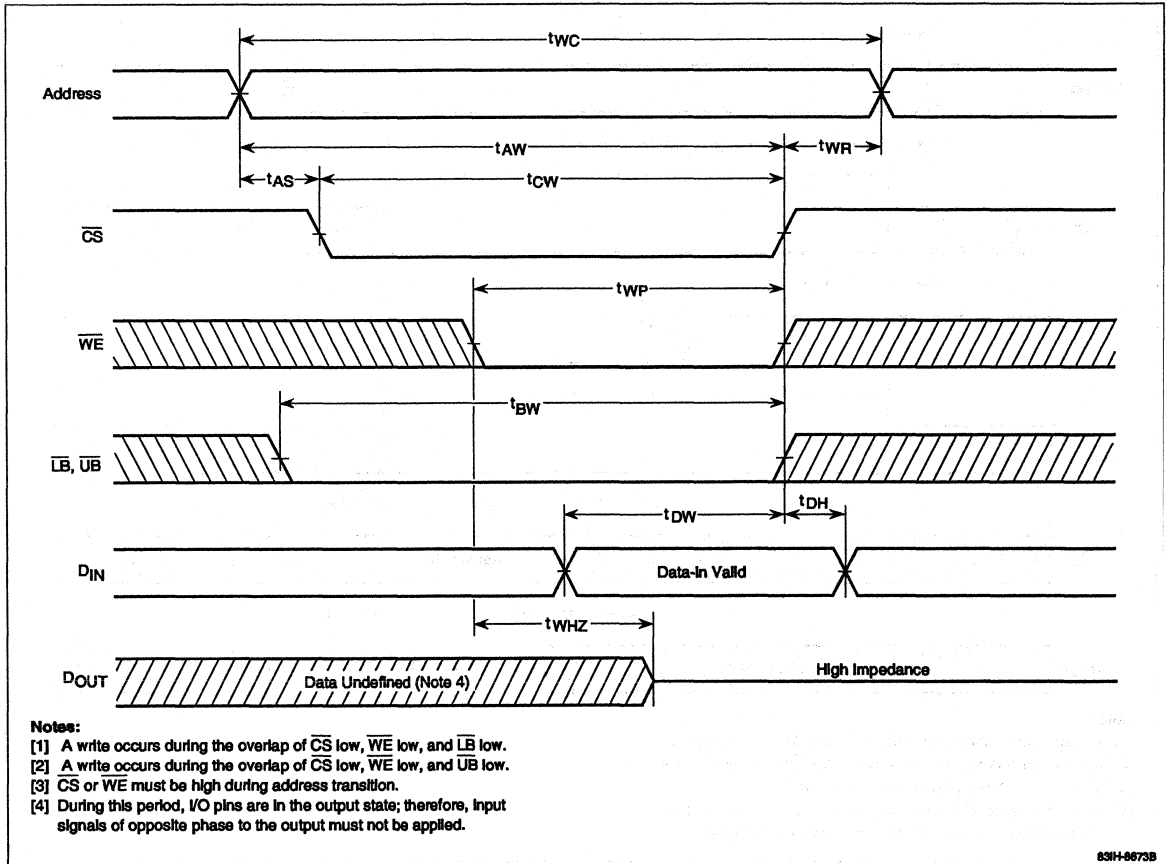 tWC
Address
tAW
tWR
tAS
tCW
CS
tWP
WE
tBW
LB, UB
tDW
tDH
DIN
Data-In Valid
tWHZ
DOUT
Data Undefined (Note 4)
High Impedance
Notes:
[1] A write occurs during the overlap of CS low, WE low, and LB low.
[2] A write occurs during the overlap of CS low, WE low, and UB low.
[3] CS or WE must be high during address transition.
[4] During this period, I/O pins are in the output state; therefore, input
signals of opposite phase to the output must not be applied.
83IH-6673B